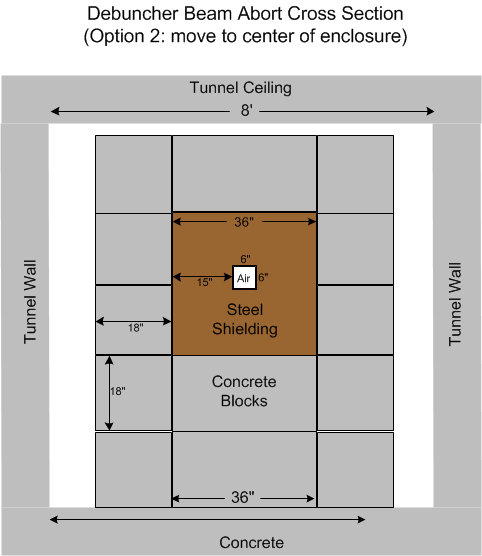 Debuncher Beam Abort Cross Section
(Option 2: move to center of enclosure)
Tunnel Ceiling
8'
36"
6"
Air
6"
15"
Steel
Shielding
Tunnel Wall
Tunnel Wall
18"
Concrete
Blocks
18"
36"
Concrete